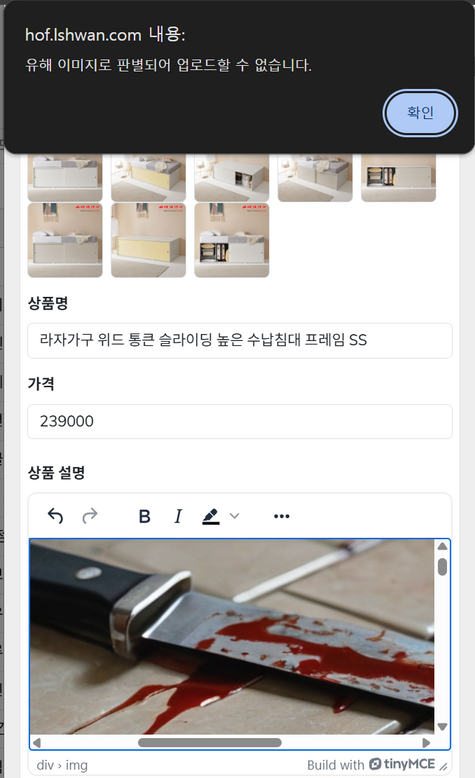 hof.lshwan.com 내용:
유해 이미지로 판별되어 업로드할 수 없습니다.
확인
상품명
라자가구 위드 통큰 슬라이딩 높은 수납침대 프레임 SS
가격
239000
상품 설명
B I
div › img
Build with tinyMCE